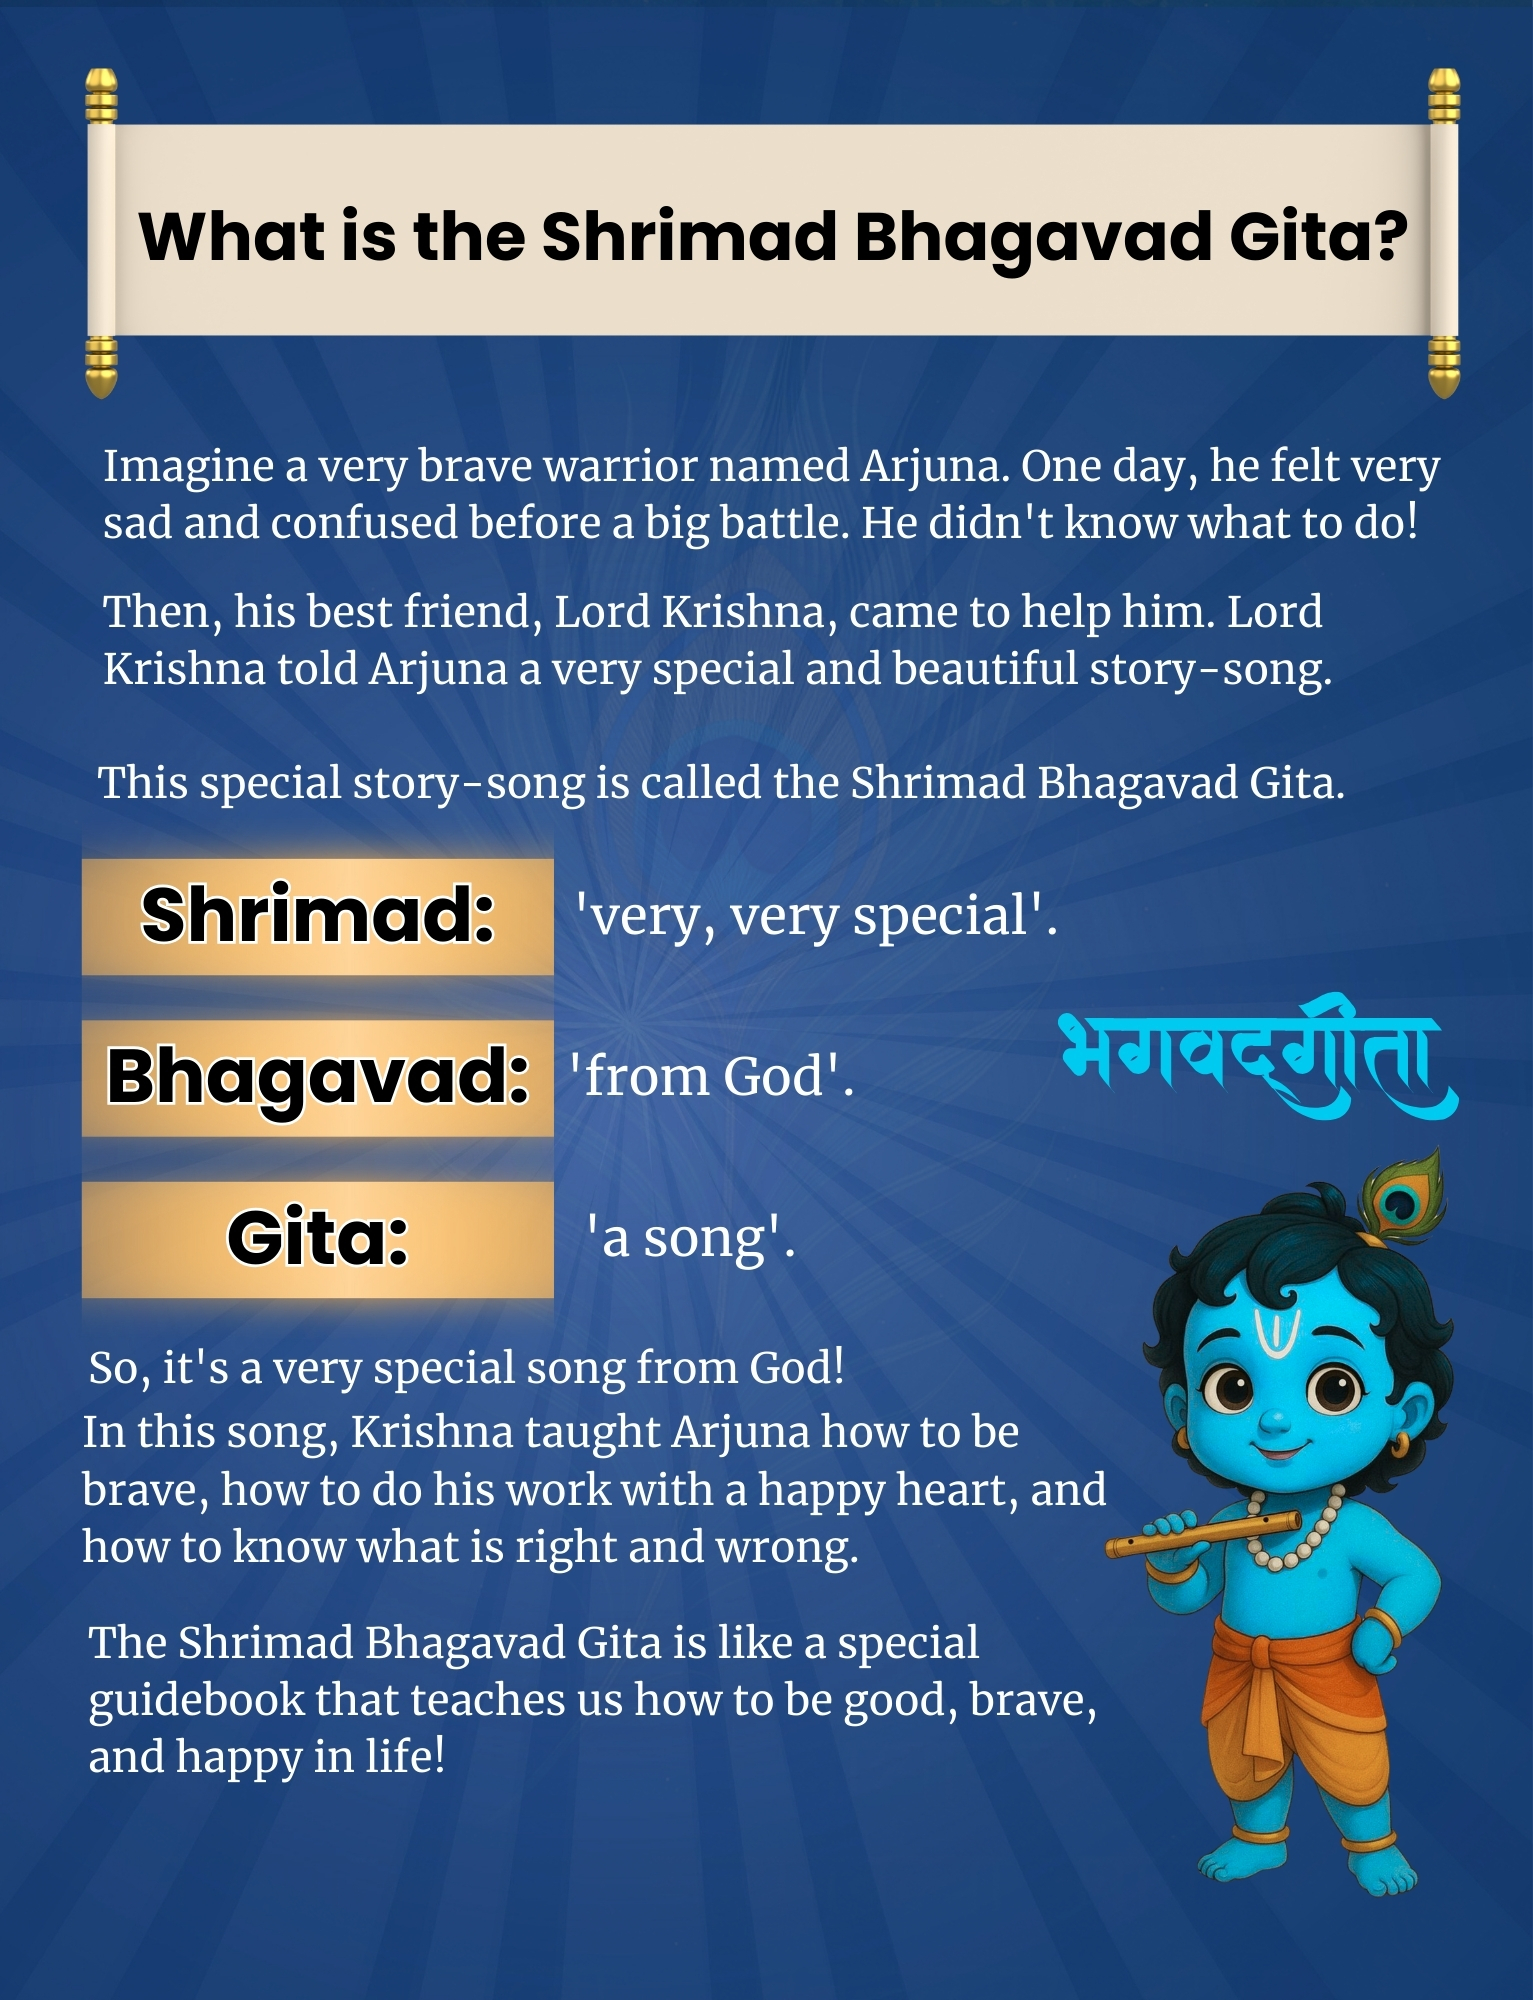 What is the Shrimad Bhagavad Gita?
Imagine a very brave warrior named Arjuna. One day, he felt very
sad and confused before a big battle. He didn't know what to do!
Then, his best friend, Lord Krishna, came to help him. Lord
Krishna told Arjuna a very special and beautiful story-song.
This special story-song is called the Shrimad Bhagavad Gita.
Shrimad: 'very, very special'.
Bhagavad: 'from God'.
भगवद्गीता
Gita: 'a song'.
So, it's a very special song from God!
In this song, Krishna taught Arjuna how to be
brave, how to do his work with a happy heart, and
how to know what is right and wrong.
The Shrimad Bhagavad Gita is like a special
guidebook that teaches us how to be good, brave,
and happy in life!